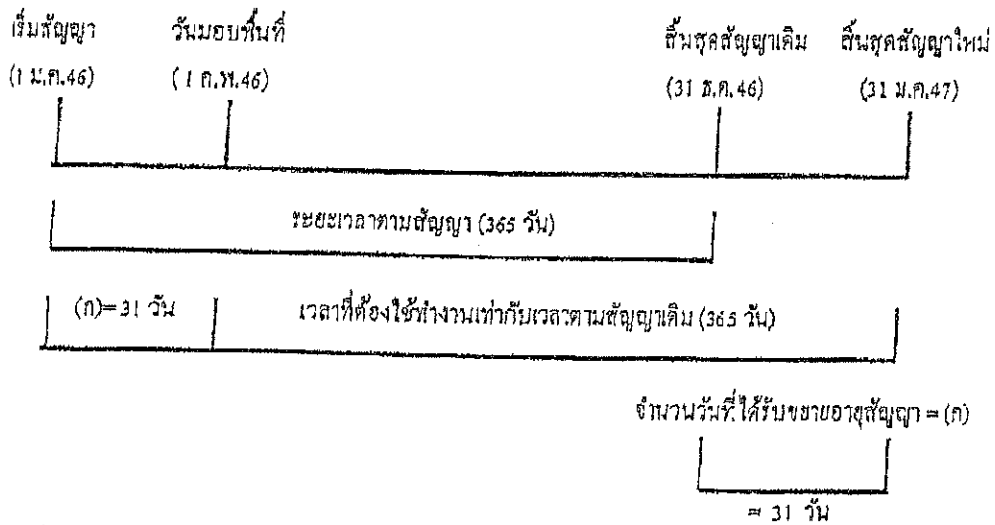 เริ่มสัญญา วันมอบพื้นที่ สิ้นสุดสัญญาเดิม สิ้นสุดสัญญาใหม่
(1 ม.ค.46) (1 ก.พ.46) (31 ธ.ค.46) (31 ม.ค.47)
ระยะเวลาตามสัญญา (365 วัน)
(ก)=31 วัน เวลาที่ต้องใช้ทำงานเท่ากับเวลาตามสัญญาเดิม (365 วัน)
จำนวนวันที่ได้รับขยายอายุสัญญา = (ก)
= 31 วัน